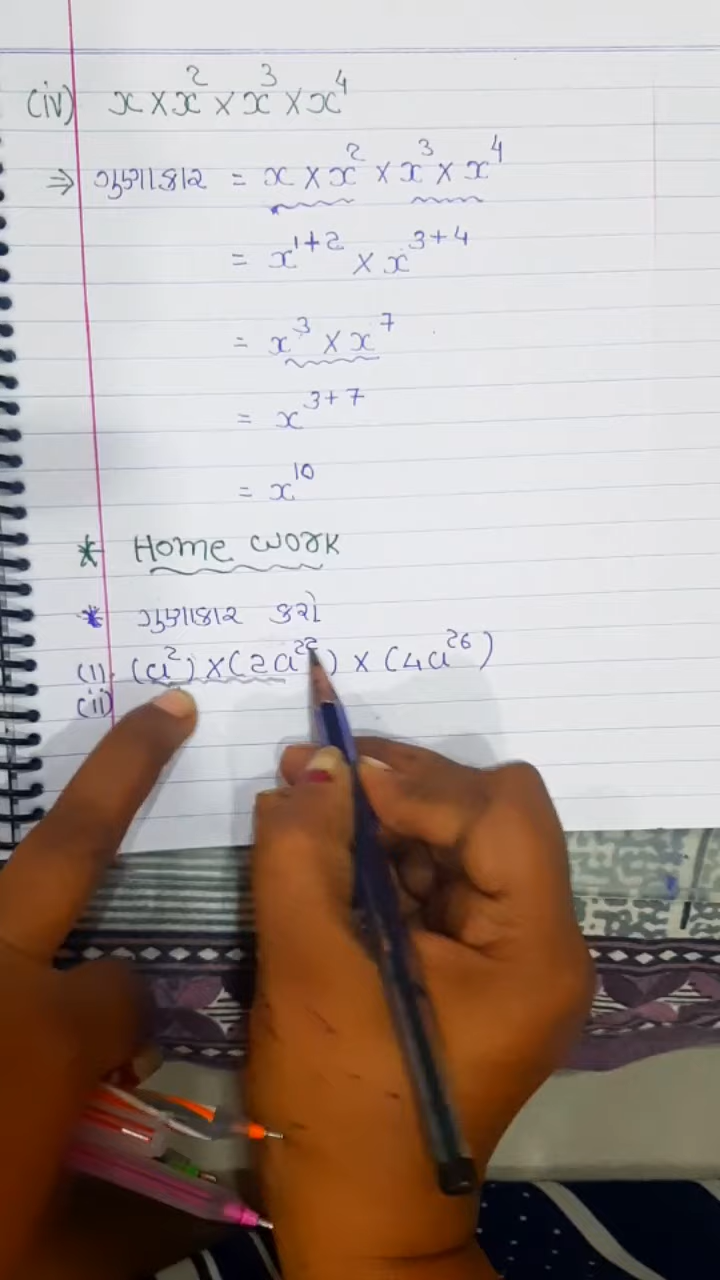 (iv) x × x² × x³ × x⁴
⇒ ગુણાકાર = x × x² × x³ × x⁴
= x¹⁺² × x³⁺⁴
= x³ × x⁷
= x³⁺⁷
= x¹⁰
* Home work
* ગુણાકાર કરો
(i). (a²) × (2a²²) × (4a²⁶)
(ii)